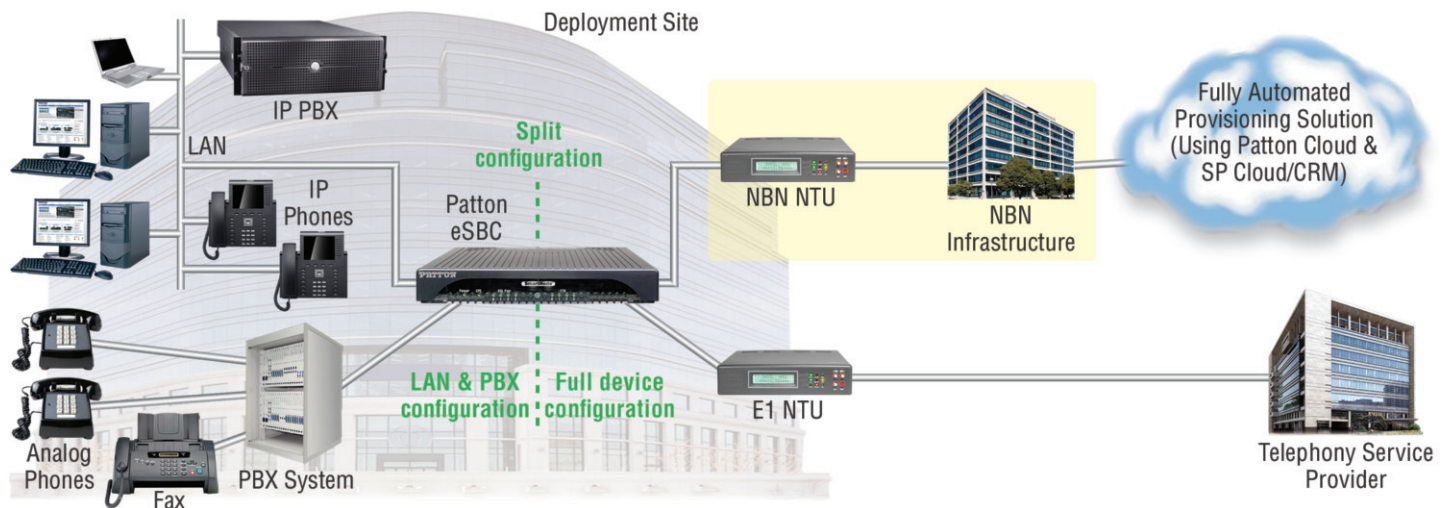 Deployment Site
IP PBX
LAN
IP
Phones
Split
configuration
Patton
eSBC
PATTON
NBN NTU
NBN
Infrastructure
Fully Automated
Provisioning Solution
(Using Patton Cloud &
SP Cloud/CRM)
LAN & PBX
configuration
Full device
configuration
E1 NTU
Analog
Phones
Fax
PBX System
Telephony Service
Provider